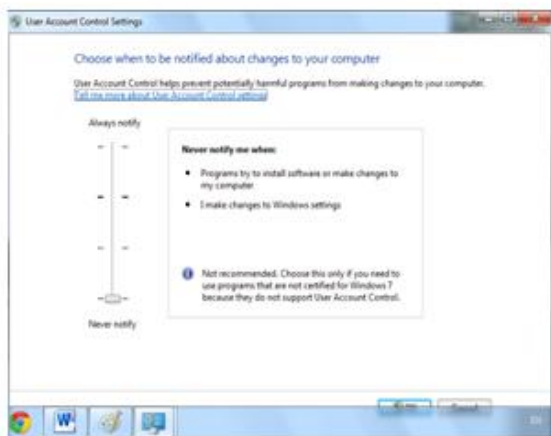 User Account Control Settings
Choose when to be notified about changes to your computer
User Account Control helps prevent potentially harmful programs from making changes to your computer.
Tell me more about User Account Control settings
Always notify
Never notify me when:
Programs try to install software or make changes to
my computer
I make changes to Windows settings
Not recommended. Choose this only if you need to
use programs that are not certified for Windows 7
because they do not support User Account Control.
Never notify
Cancel
EN